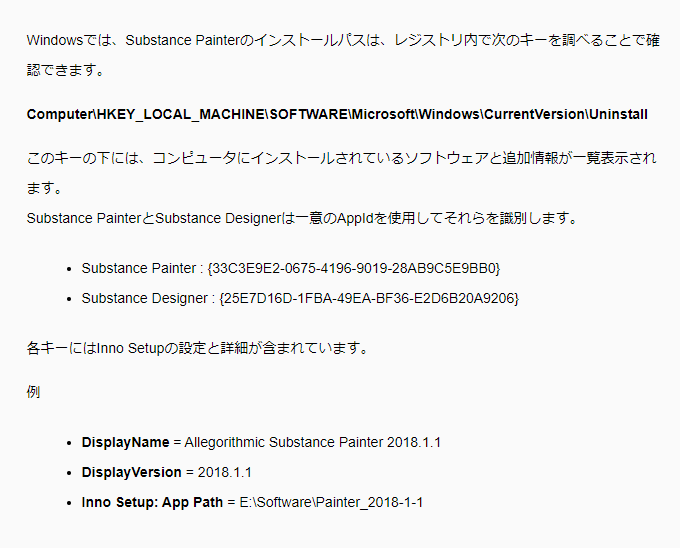 Windowsでは、Substance Painterのインストールパスは、レジストリ内で次のキーを調べることで確
認できます。
Computer\HKEY_LOCAL_MACHINE\SOFTWARE\Microsoft\Windows\CurrentVersion\Uninstall
このキーの下には、コンピュータにインストールされているソフトウェアと追加情報が一覧表示され
ます。
Substance PainterとSubstance Designerは一意のAppIdを使用してそれらを識別します。
• Substance Painter : {33C3E9E2-0675-4196-9019-28AB9C5E9BB0}
• Substance Designer : {25E7D16D-1FBA-49EA-BF36-E2D6B20A9206}
各キーにはInno Setupの設定と詳細が含まれています。
例
• DisplayName = Allegorithmic Substance Painter 2018.1.1
• DisplayVersion = 2018.1.1
• Inno Setup: App Path = E:\Software\Painter_2018-1-1